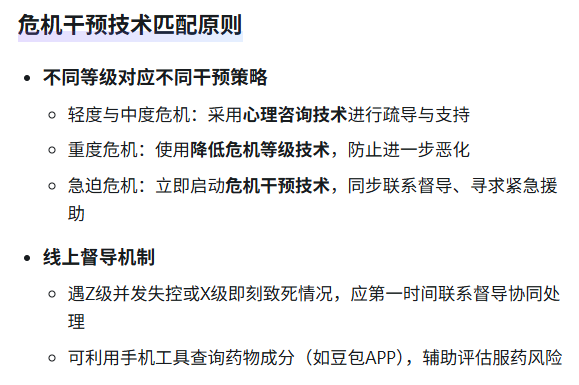 危机干预技术匹配原则
不同等级对应不同干预策略
轻度与中度危机：采用心理咨询技术进行疏导与支持
重度危机：使用降低危机等级技术，防止进一步恶化
急迫危机：立即启动危机干预技术，同步联系督导、寻求紧急援
助
线上督导机制
遇Z级并发失控或X级即刻致死情况，应第一时间联系督导协同处
理
可利用手机工具查询药物成分（如豆包APP），辅助评估服药风险